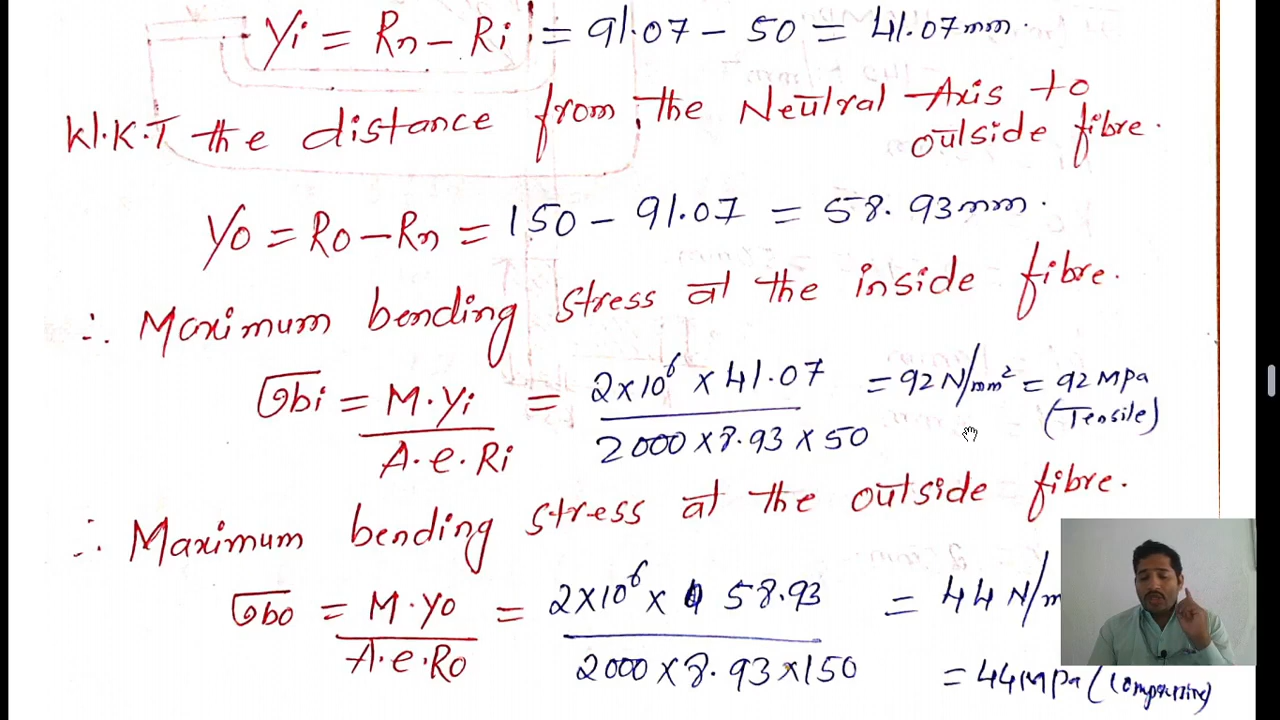 Yi = Rn - Ri = 91.07 - 50 = 41.07mm.
W.K.T the distance from the Neutral Axis to
outside fibre.
Yo = Ro - Rn = 150 - 91.07 = 58.93mm.
∴ Maximum bending stress at the inside fibre.
σbi = M.yi / A.e.Ri = 2×10⁶ × 41.07 / 2000 × 8.93 × 50 = 92 N/mm² = 92 MPa
(Tensile)
∴ Maximum bending stress at the outside fibre.
σbo = M.yo / A.e.Ro = 2×10⁶ × 58.93 / 2000 × 8.93 × 150 = 44 N/m
= 44 MPa (Compressive)